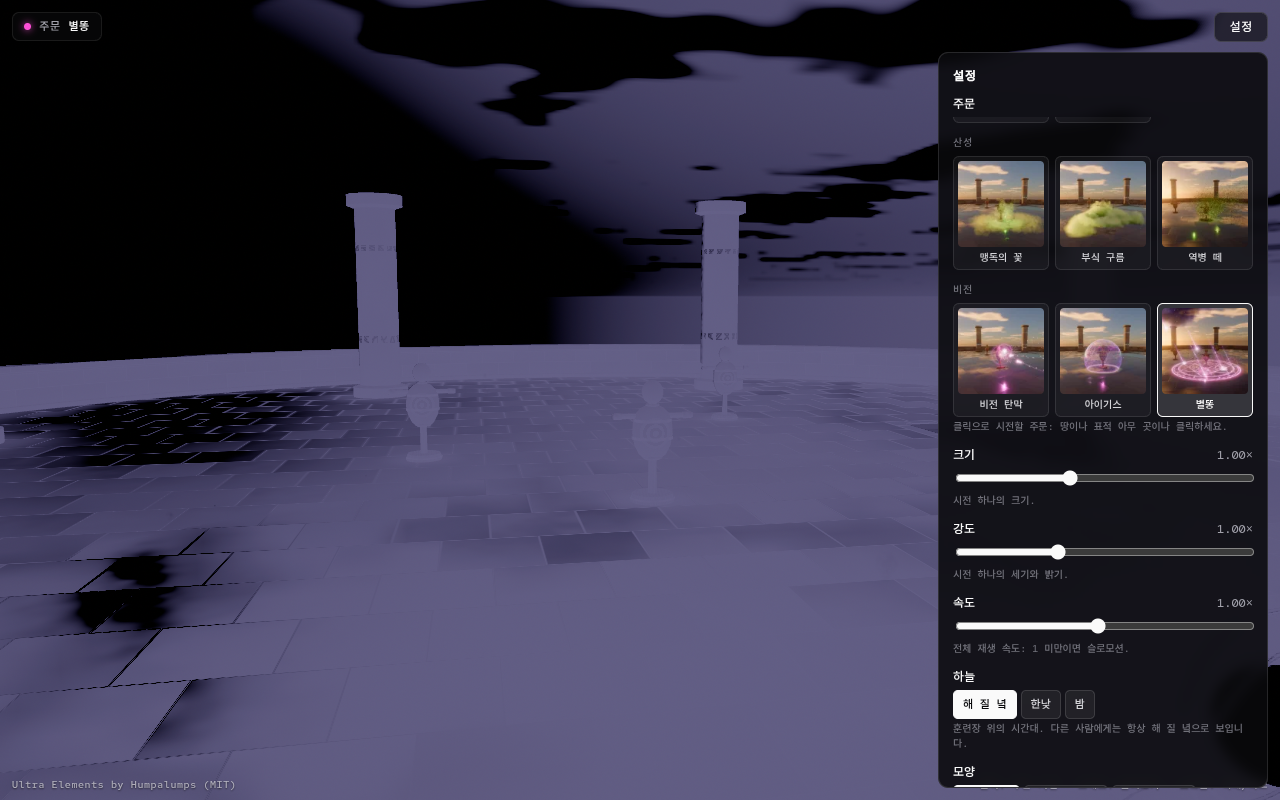 주문 별똥
설정
설정
주문
산성
맹독의 꽃
부식 구름
역병 떼
비전
비전 탄막
아이기스
별똥
클릭으로 시전할 주문: 땅이나 표적 아무 곳이나 클릭하세요.
크기 1.00×
시전 하나의 크기.
강도 1.00×
시전 하나의 세기와 밝기.
속도 1.00×
전체 재생 속도: 1 미만이면 슬로모션.
하늘
해 질 녘 한낮 밤
훈련장 위의 시간대. 다른 사람에게는 항상 해 질 녘으로 보입니
다.
모양
Ultra Elements by Humpalumps (MIT)